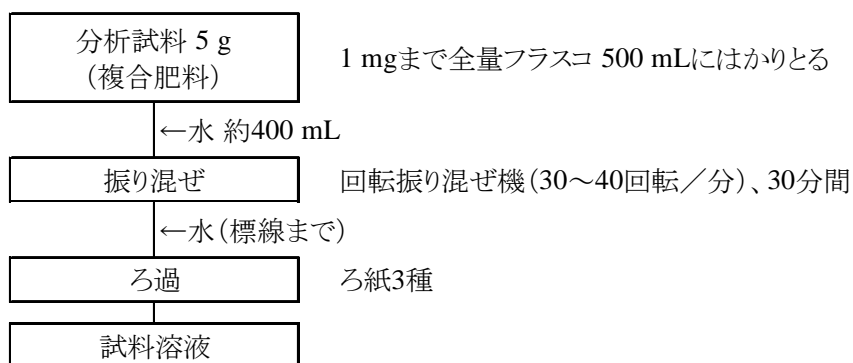 分析試料 5 g
(複合肥料)
1 mgまで全量フラスコ 500 mLにはかりとる
←水 約400 mL
振り混ぜ
回転振り混ぜ機(30～40回転／分)、30分間
←水(標線まで)
ろ過
ろ紙3種
試料溶液